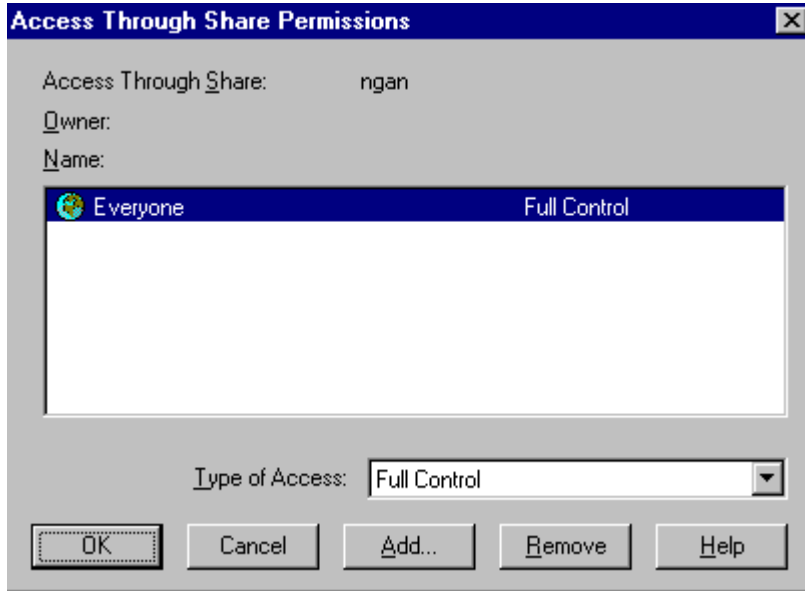 Access Through Share Permissions
Access Through Share: ngan
Owner:
Name:
Everyone Full Control
Type of Access: Full Control
OK Cancel Add... Remove Help